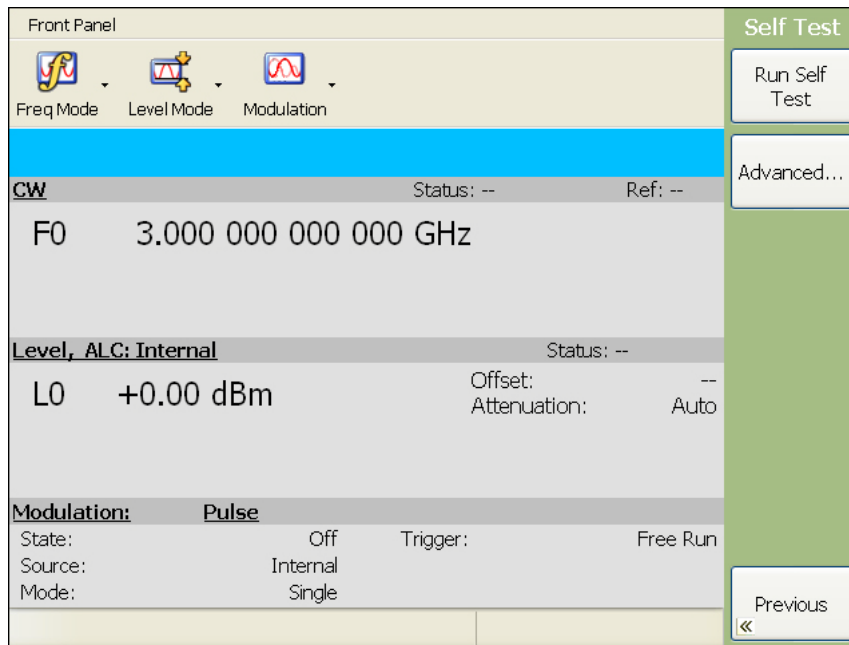 Front Panel
Self Test
Freq Mode Level Mode Modulation
Run Self
Test
Advanced...
CW Status: -- Ref: --
F0 3.000 000 000 000 GHz
Level, ALC: Internal Status: --
L0 +0.00 dBm
Offset: --
Attenuation: Auto
Modulation: Pulse
State: Off Trigger: Free Run
Source: Internal
Mode: Single
Previous